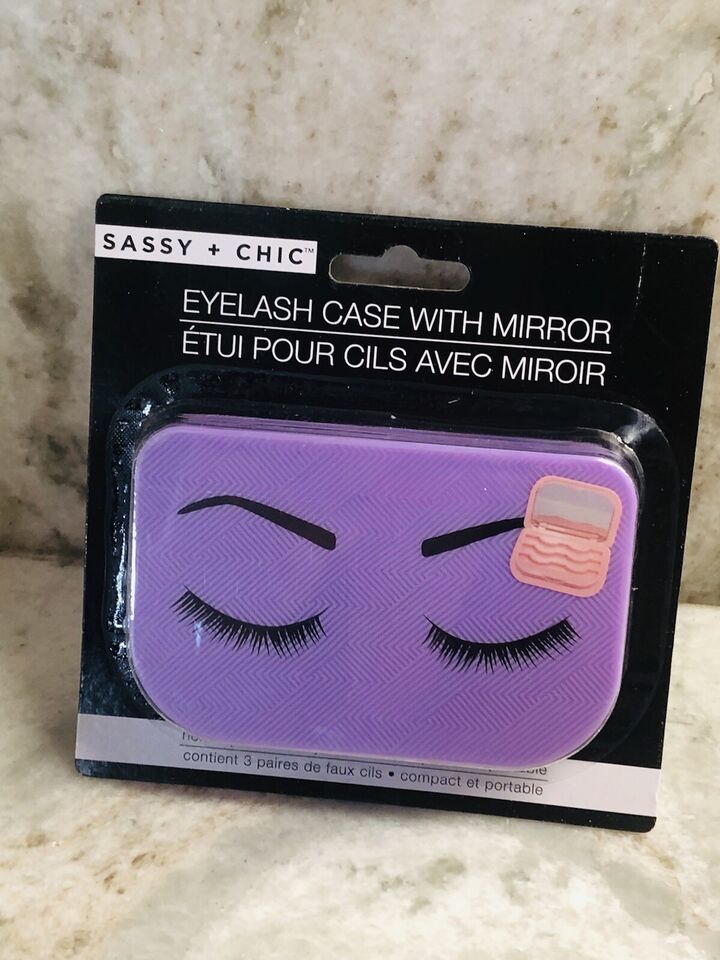 SASSY + CHIC™
EYELASH CASE WITH MIRROR
ÉTUI POUR CILS AVEC MIROIR
contient 3 paires de faux cils • compact et portable